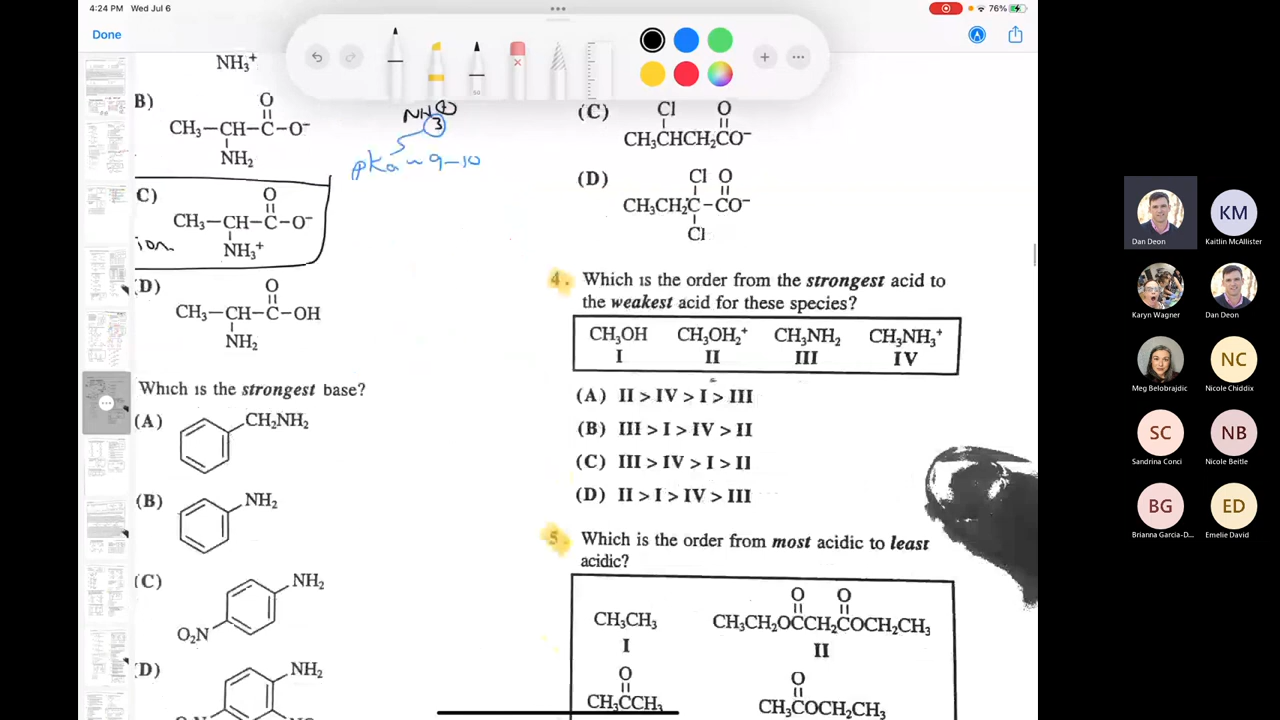 4:24 PM Wed Jul 6
76%
Done
NH₃⁺
B)
O
CH₃—CH—C—O⁻
NH₂
C)
O
CH₃—CH—C—O⁻
NH₃⁺
ion
D)
O
CH₃—CH—C—OH
NH₂
NH₃⁺
pKa ~ 9-10
Which is the strongest base?
(A) CH₂NH₂
(B) NH₂
(C) NH₂
O₂N
D) NH₂
(C)
Cl O
CH₃CHCH₂CO⁻
(D)
Cl O
CH₃CH₂C—CO⁻
Cl
4. Which is the order from the strongest acid to
the weakest acid for these species?
CH₃OH CH₃OH₂⁺ CH₃NH₂ CH₃NH₃⁺
I II III IV
(A) II > IV > I > III
(B) III > I > IV > II
(C) III > IV > I > II
(D) II > I > IV > III
5. Which is the order from mo acidic to least
acidic?
O O
CH₃CH₃ CH₃CH₂OCCH₂COCH₂CH₃
I II
O O
CH₃CCH₃ CH₃COCH₂CH₃
Dan Deon
KM
Kaitlin McAllister
Karyn Wagner
Dan Deon
Meg Belobrajdic
NC
Nicole Chiddix
SC
Sandrina Conci
NB
Nicole Beitle
BG
Brianna Garcia-D...
ED
Emelie David